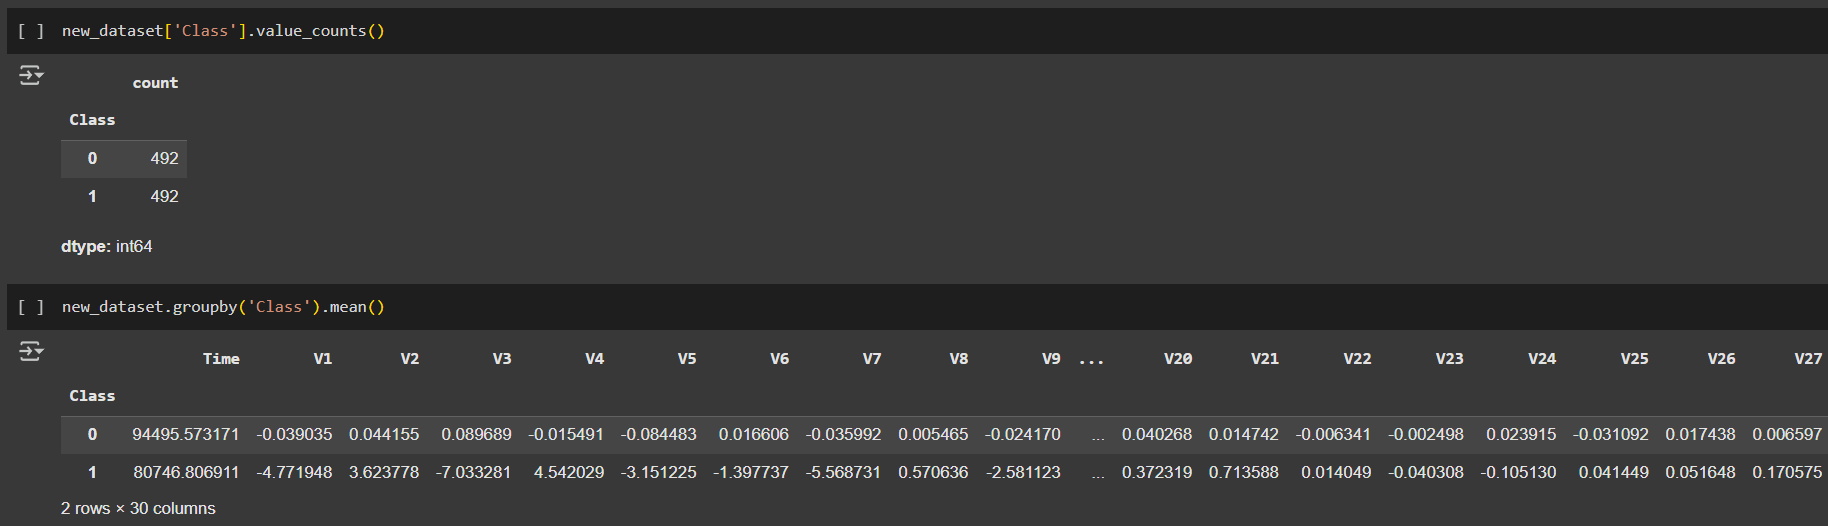 [ ] new_dataset['Class'].value_counts()
count
Class
0 492
1 492
dtype: int64
[ ] new_dataset.groupby('Class').mean()
Time V1 V2 V3 V4 V5 V6 V7 V8 V9 ... V20 V21 V22 V23 V24 V25 V26 V27
Class
0 94495.573171 -0.039035 0.044155 0.089689 -0.015491 -0.084483 0.016606 -0.035992 0.005465 -0.024170 ... 0.040268 0.014742 -0.006341 -0.002498 0.023915 -0.031092 0.017438 0.006597
1 80746.806911 -4.771948 3.623778 -7.033281 4.542029 -3.151225 -1.397737 -5.568731 0.570636 -2.581123 ... 0.372319 0.713588 0.014049 -0.040308 -0.105130 0.041449 0.051648 0.170575
2 rows × 30 columns